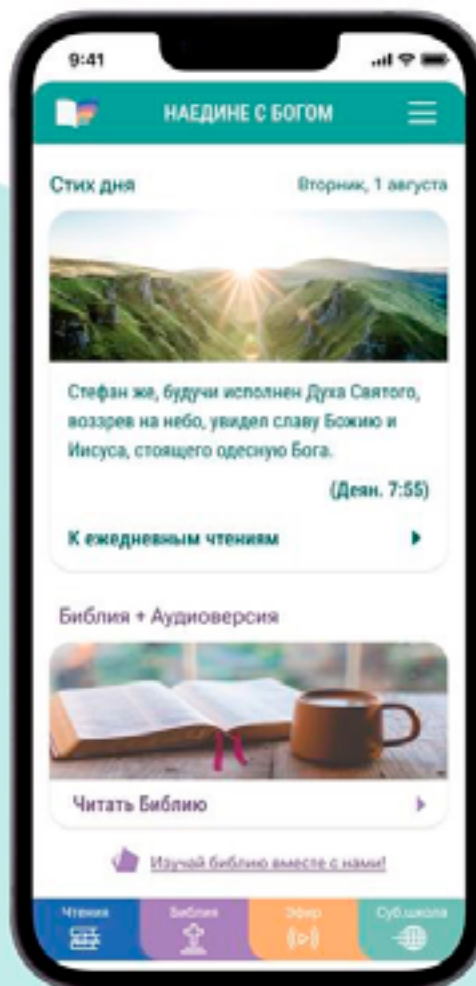 9:41
НАЕДИНЕ С БОГОМ
Стих дня
Вторник, 1 августа
Стефан же, будучи исполнен Духа Святого,
воззрев на небо, увидел славу Божию и
Иисуса, стоящего одесную Бога.
(Деян. 7:55)
К ежедневным чтениям
Библия + Аудиоверсия
Читать Библию
Изучай библию вместе с нами!
Чтения
Библия
Эфир
Суб.школа